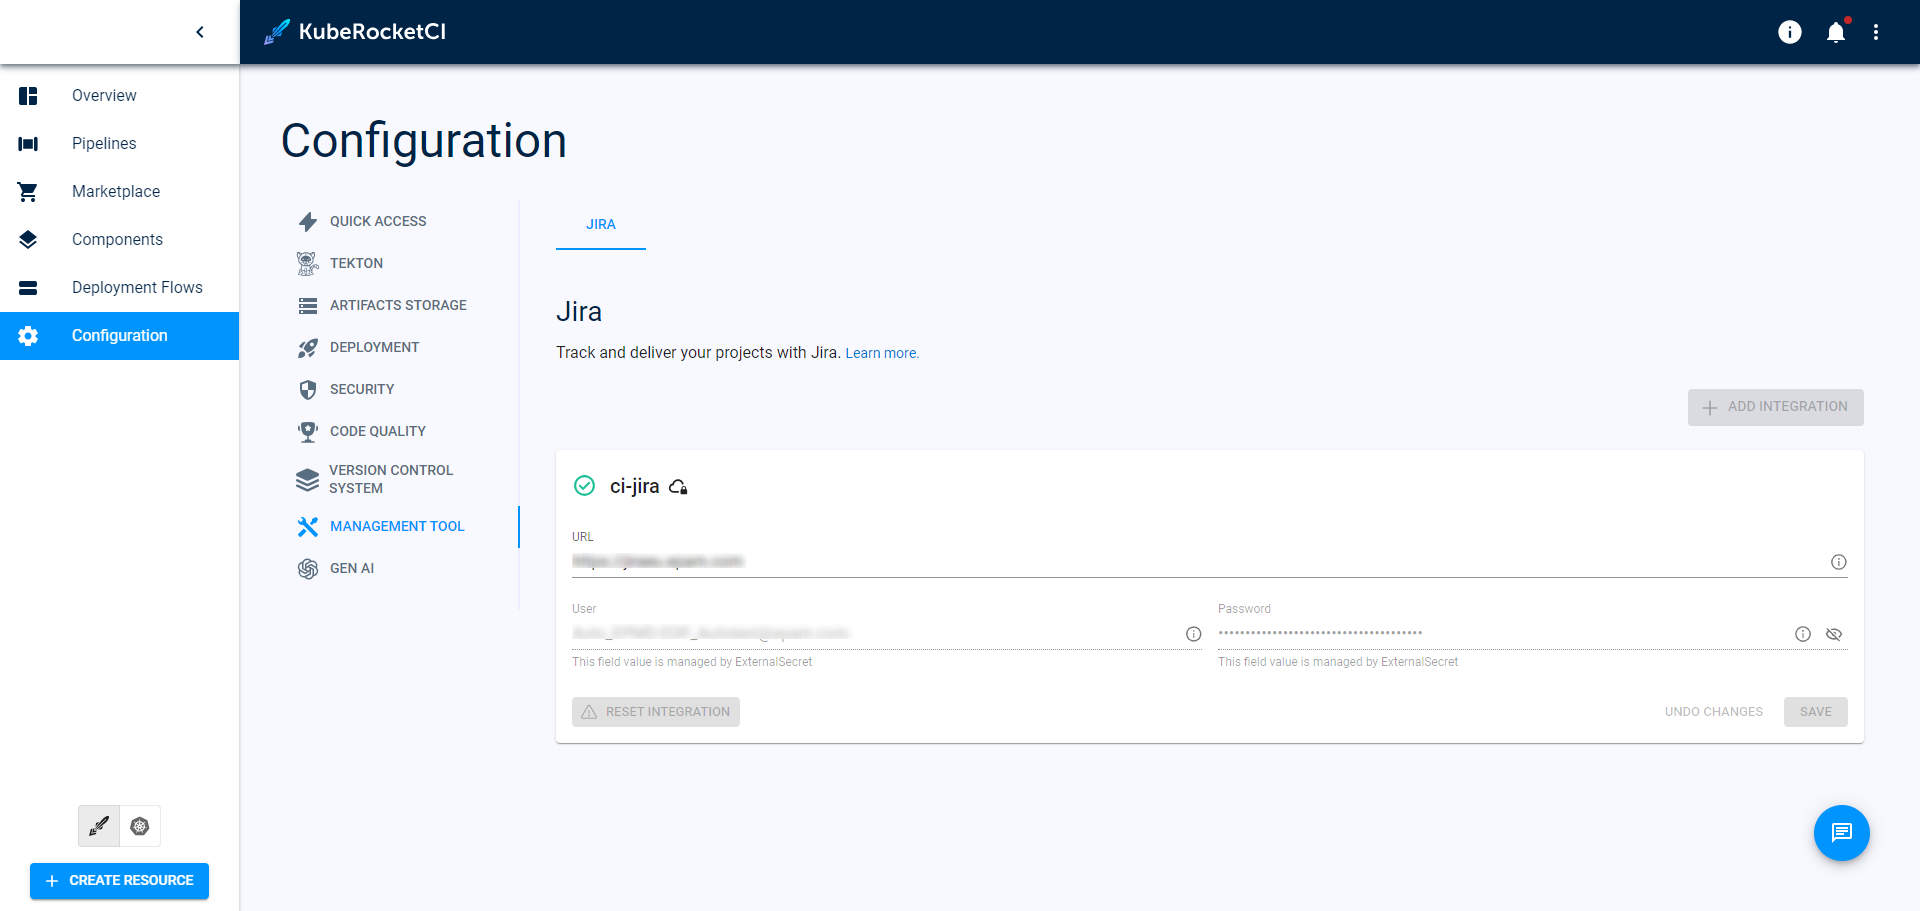 KubeRocketCI
Overview
Pipelines
Marketplace
Components
Deployment Flows
Configuration
CREATE RESOURCE
Configuration
QUICK ACCESS
TEKTON
ARTIFACTS STORAGE
DEPLOYMENT
SECURITY
CODE QUALITY
VERSION CONTROL
SYSTEM
MANAGEMENT TOOL
GEN AI
JIRA
Jira
Track and deliver your projects with Jira. Learn more.
ADD INTEGRATION
ci-jira
URL
User
Password
••••••••••••••••••••••••••••••••••••••
This field value is managed by ExternalSecret
This field value is managed by ExternalSecret
RESET INTEGRATION
UNDO CHANGES
SAVE